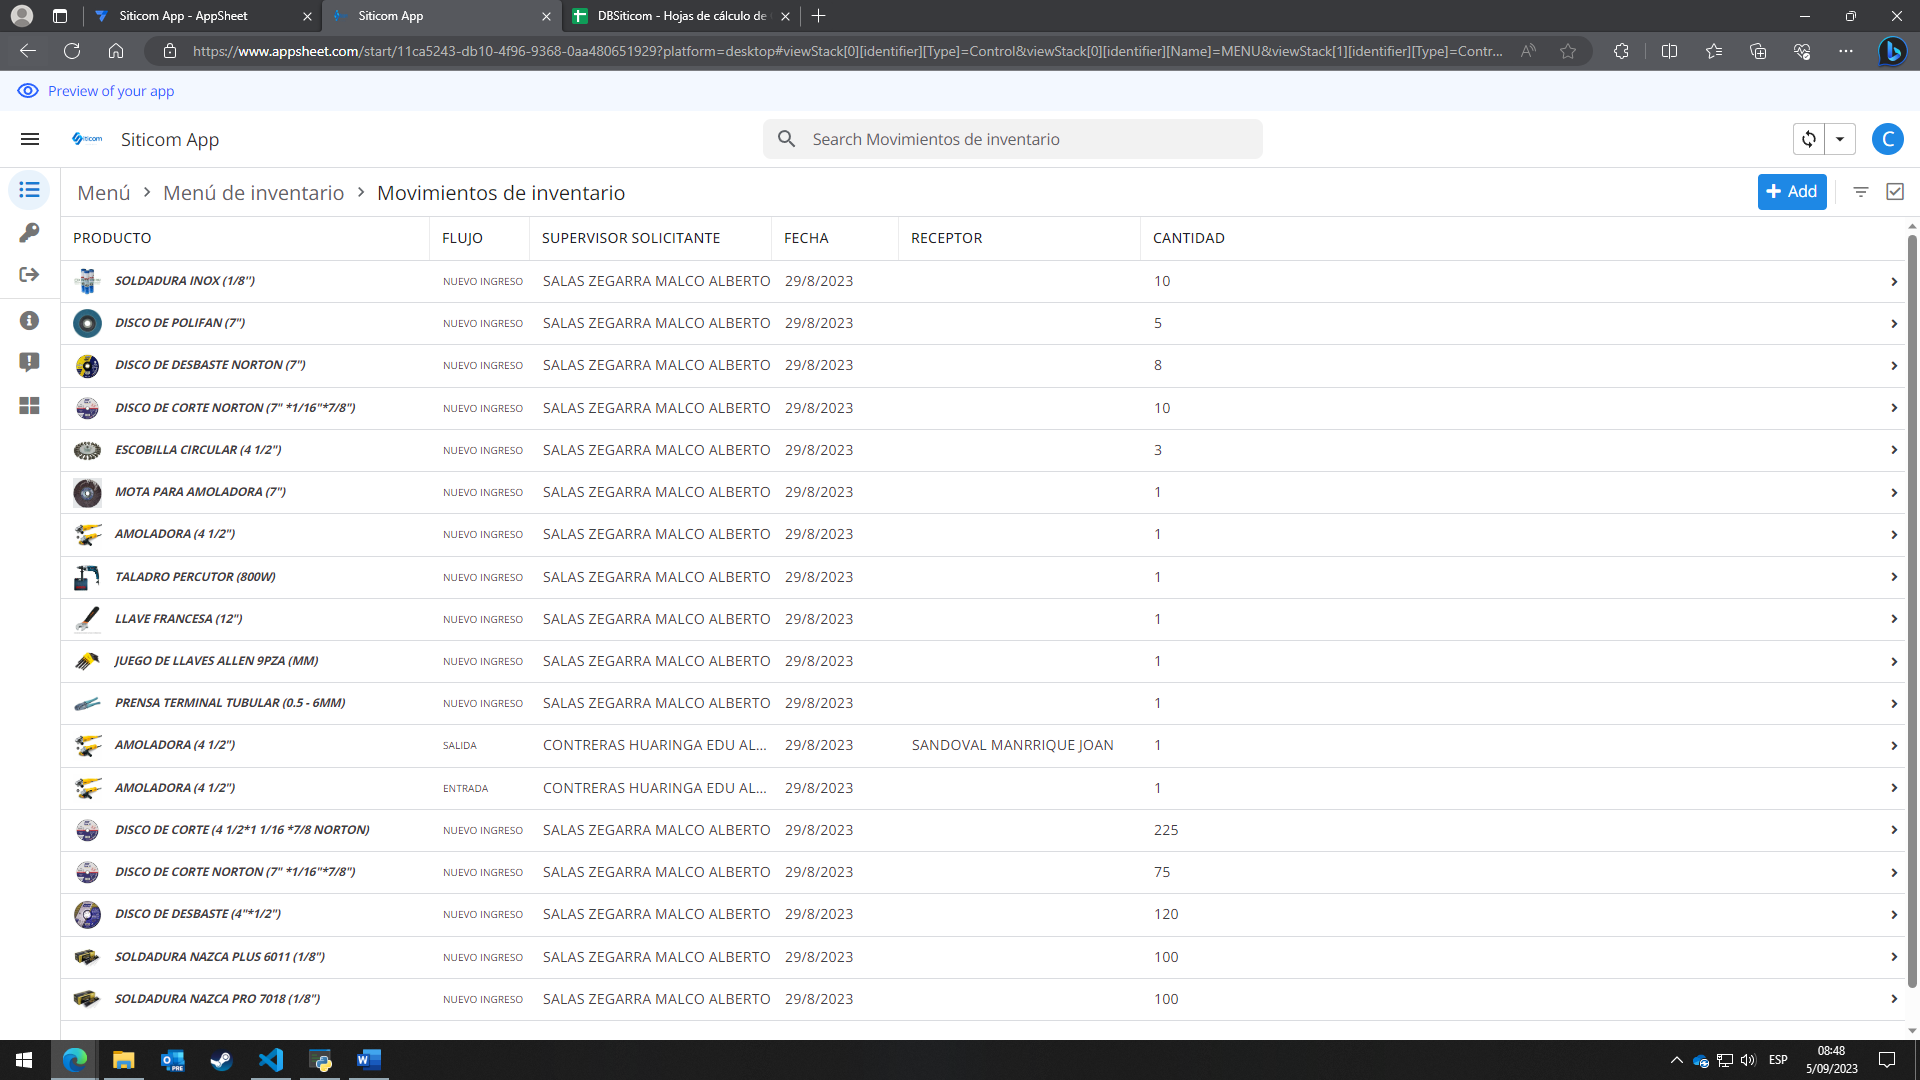 Siticom App - AppSheet
Siticom App
DBSiticom - Hojas de cálculo de
https://www.appsheet.com/start/11ca5243-db10-4f96-9368-0aa480651929?platform=desktop#viewStack[0][identifier][Type]=Control&viewStack[0][identifier][Name]=MENU&viewStack[1][identifier][Type]=Contr...
Preview of your app
Siticom
Siticom App
Search Movimientos de inventario
C
Menú > Menú de inventario > Movimientos de inventario
+ Add
PRODUCTO FLUJO SUPERVISOR SOLICITANTE FECHA RECEPTOR CANTIDAD
SOLDADURA INOX (1/8'') NUEVO INGRESO SALAS ZEGARRA MALCO ALBERTO 29/8/2023 10
DISCO DE POLIFAN (7") NUEVO INGRESO SALAS ZEGARRA MALCO ALBERTO 29/8/2023 5
DISCO DE DESBASTE NORTON (7") NUEVO INGRESO SALAS ZEGARRA MALCO ALBERTO 29/8/2023 8
DISCO DE CORTE NORTON (7" *1/16"*7/8") NUEVO INGRESO SALAS ZEGARRA MALCO ALBERTO 29/8/2023 10
ESCOBILLA CIRCULAR (4 1/2") NUEVO INGRESO SALAS ZEGARRA MALCO ALBERTO 29/8/2023 3
MOTA PARA AMOLADORA (7") NUEVO INGRESO SALAS ZEGARRA MALCO ALBERTO 29/8/2023 1
AMOLADORA (4 1/2") NUEVO INGRESO SALAS ZEGARRA MALCO ALBERTO 29/8/2023 1
TALADRO PERCUTOR (800W) NUEVO INGRESO SALAS ZEGARRA MALCO ALBERTO 29/8/2023 1
LLAVE FRANCESA (12") NUEVO INGRESO SALAS ZEGARRA MALCO ALBERTO 29/8/2023 1
JUEGO DE LLAVES ALLEN 9PZA (MM) NUEVO INGRESO SALAS ZEGARRA MALCO ALBERTO 29/8/2023 1
PRENSA TERMINAL TUBULAR (0.5 - 6MM) NUEVO INGRESO SALAS ZEGARRA MALCO ALBERTO 29/8/2023 1
AMOLADORA (4 1/2") SALIDA CONTRERAS HUARINGA EDU AL... 29/8/2023 SANDOVAL MANRRIQUE JOAN 1
AMOLADORA (4 1/2") ENTRADA CONTRERAS HUARINGA EDU AL... 29/8/2023 1
DISCO DE CORTE (4 1/2*1 1/16 *7/8 NORTON) NUEVO INGRESO SALAS ZEGARRA MALCO ALBERTO 29/8/2023 225
DISCO DE CORTE NORTON (7" *1/16"*7/8") NUEVO INGRESO SALAS ZEGARRA MALCO ALBERTO 29/8/2023 75
DISCO DE DESBASTE (4"*1/2") NUEVO INGRESO SALAS ZEGARRA MALCO ALBERTO 29/8/2023 120
SOLDADURA NAZCA PLUS 6011 (1/8") NUEVO INGRESO SALAS ZEGARRA MALCO ALBERTO 29/8/2023 100
SOLDADURA NAZCA PRO 7018 (1/8") NUEVO INGRESO SALAS ZEGARRA MALCO ALBERTO 29/8/2023 100
ESP
08:48
5/09/2023